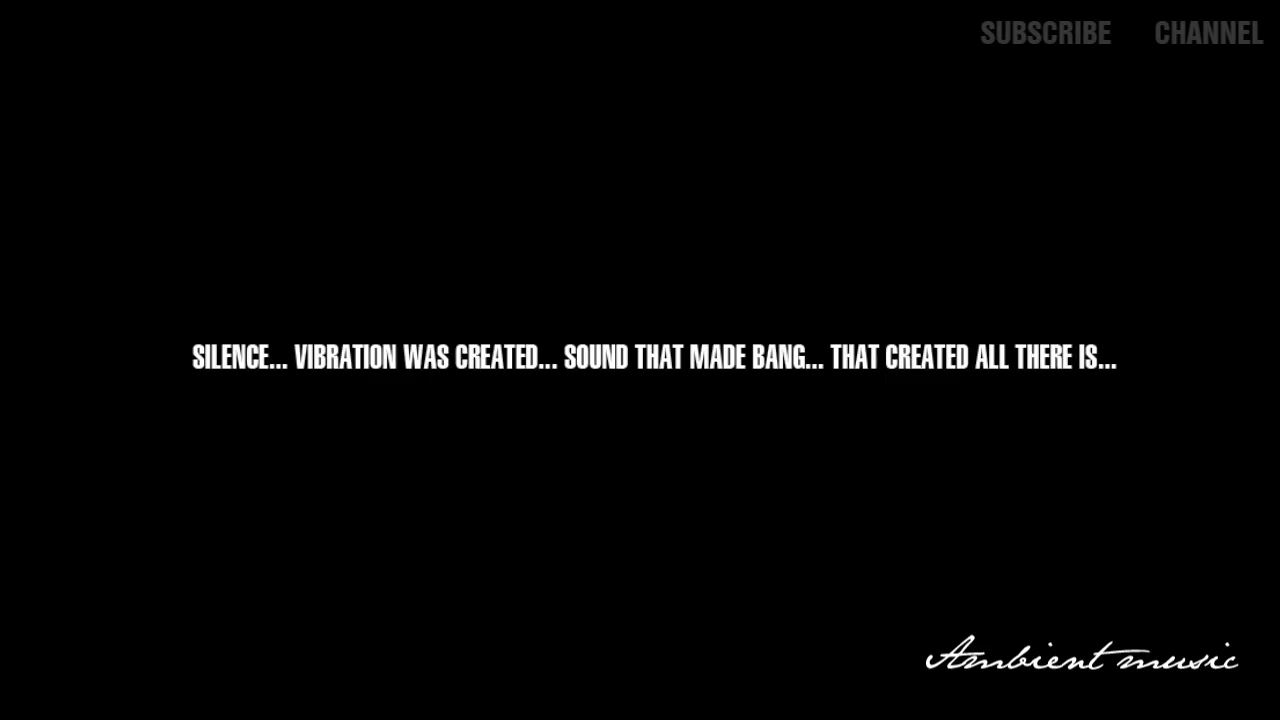 SUBSCRIBE CHANNEL
SILENCE... VIBRATION WAS CREATED... SOUND THAT MADE BANG... THAT CREATED ALL THERE IS...
Ambient music